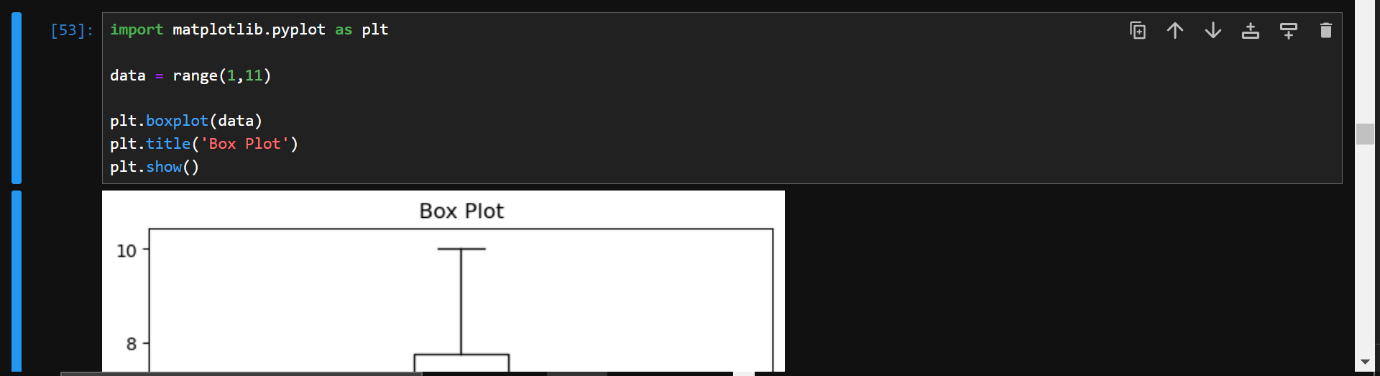 [53]: import matplotlib.pyplot as plt
data = range(1,11)
plt.boxplot(data)
plt.title('Box Plot')
plt.show()
Box Plot
10
8